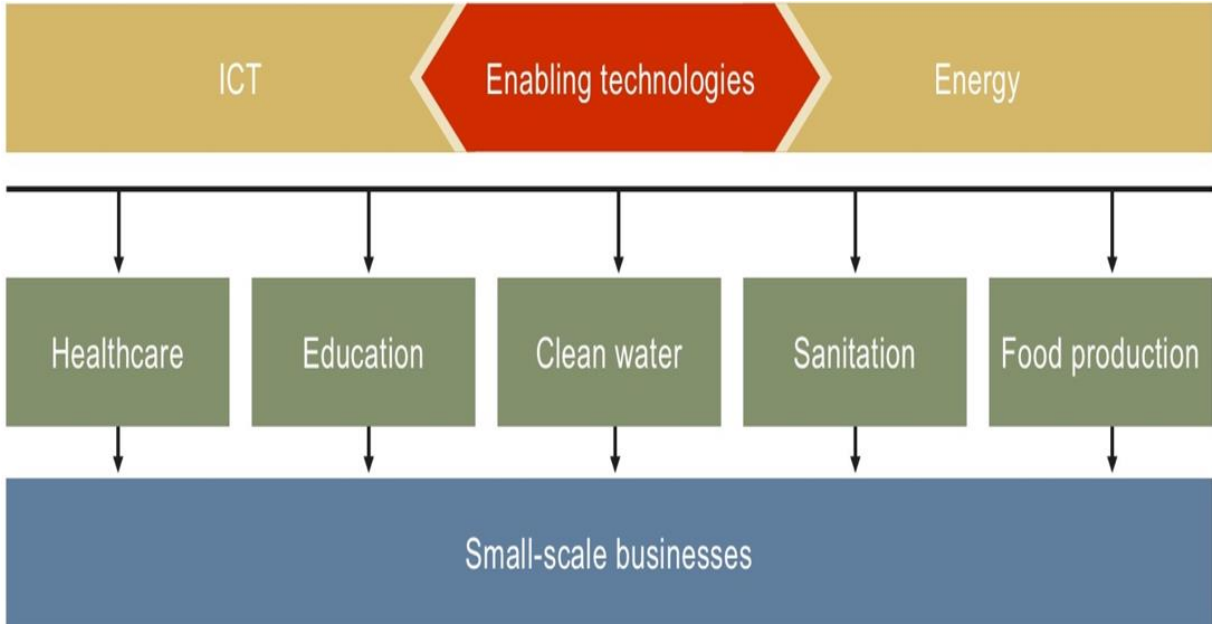 ICT
Enabling technologies
Energy
Healthcare
Education
Clean water
Sanitation
Food production
Small-scale businesses